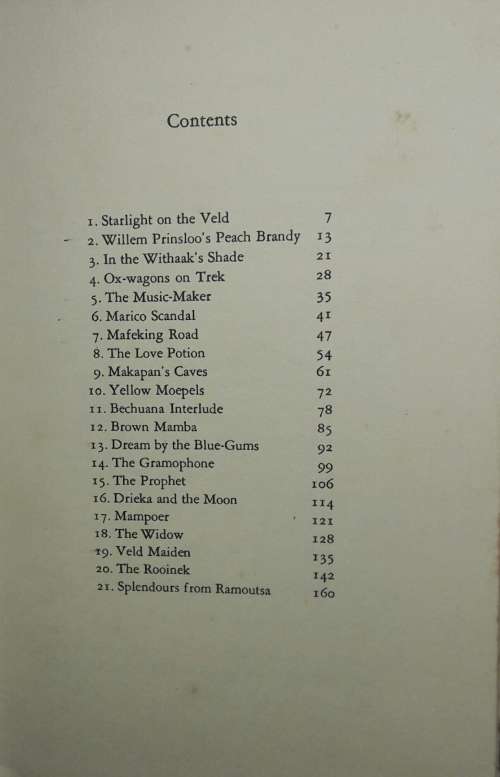 Contents
1. Starlight on the Veld 7
2. Willem Prinsloo's Peach Brandy 13
3. In the Withaak's Shade 21
4. Ox-wagons on Trek 28
5. The Music-Maker 35
6. Marico Scandal 41
7. Mafeking Road 47
8. The Love Potion 54
9. Makapan's Caves 61
10. Yellow Moepels 72
11. Bechuana Interlude 78
12. Brown Mamba 85
13. Dream by the Blue-Gums 92
14. The Gramophone 99
15. The Prophet 106
16. Drieka and the Moon 114
17. Mampoer 121
18. The Widow 128
19. Veld Maiden 135
20. The Rooinek 142
21. Splendours from Ramoutsa 160